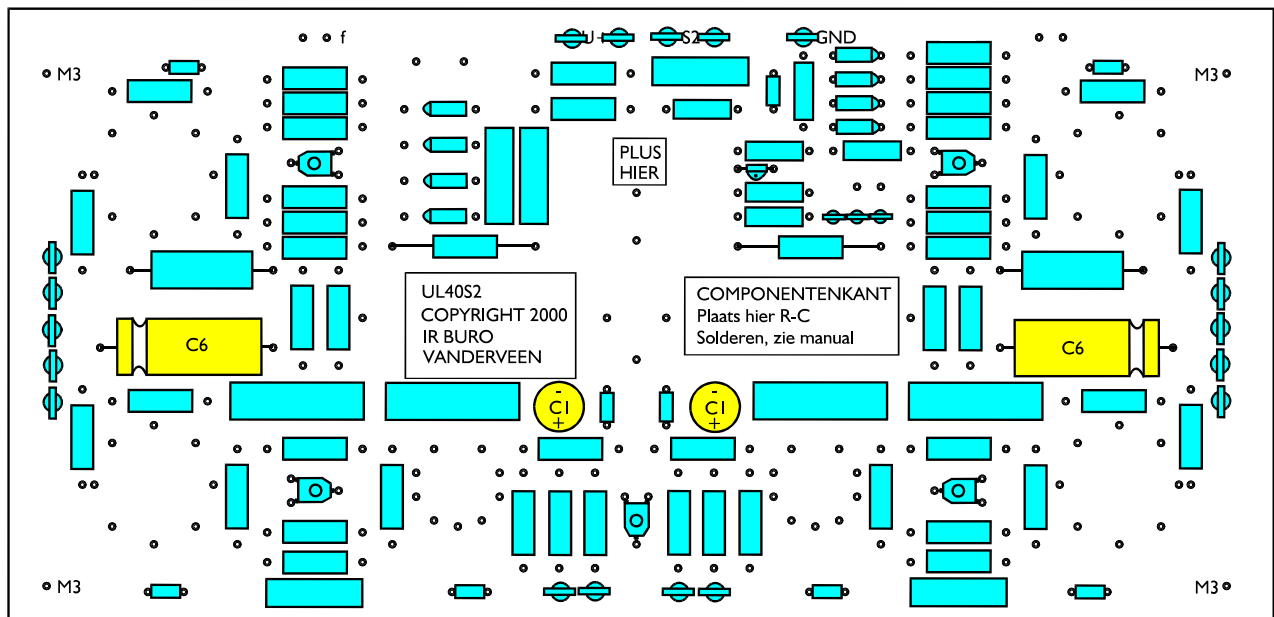 f
U+
S2
GND
M3
M3
PLUS
HIER
UL40S2
COPYRIGHT 2000
IR BURO
VANDERVEEN
COMPONENTENKANT
Plaats hier R-C
Solderen, zie manual
C6
C6
-
C1
+
-
C1
+
M3
M3